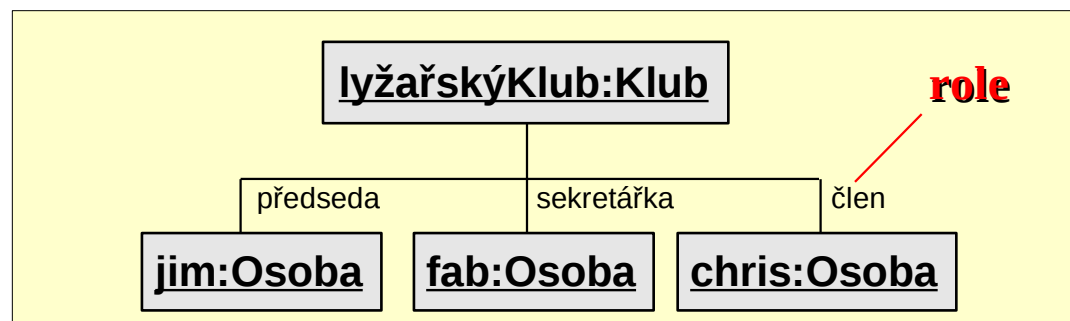 lyžařskýKlub:Klub
role
předseda
sekretářka
člen
jim:Osoba
fab:Osoba
chris:Osoba